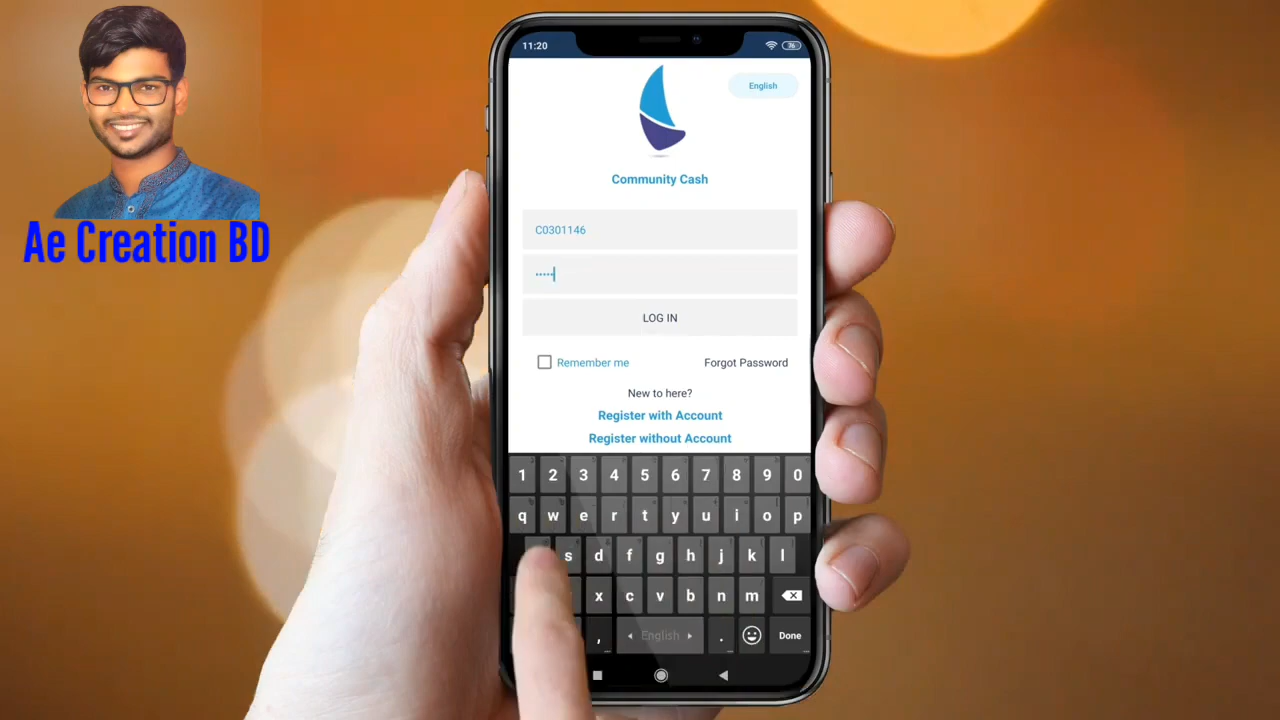 Ae Creation BD
11:20
76
English
Community Cash
C0301146
•••••
LOG IN
Remember me
Forgot Password
New to here?
Register with Account
Register without Account
1 2 3 4 5 6 7 8 9 0
q w e r t y u i o p
s d f g h j k l
x c v b n m
, English . Done